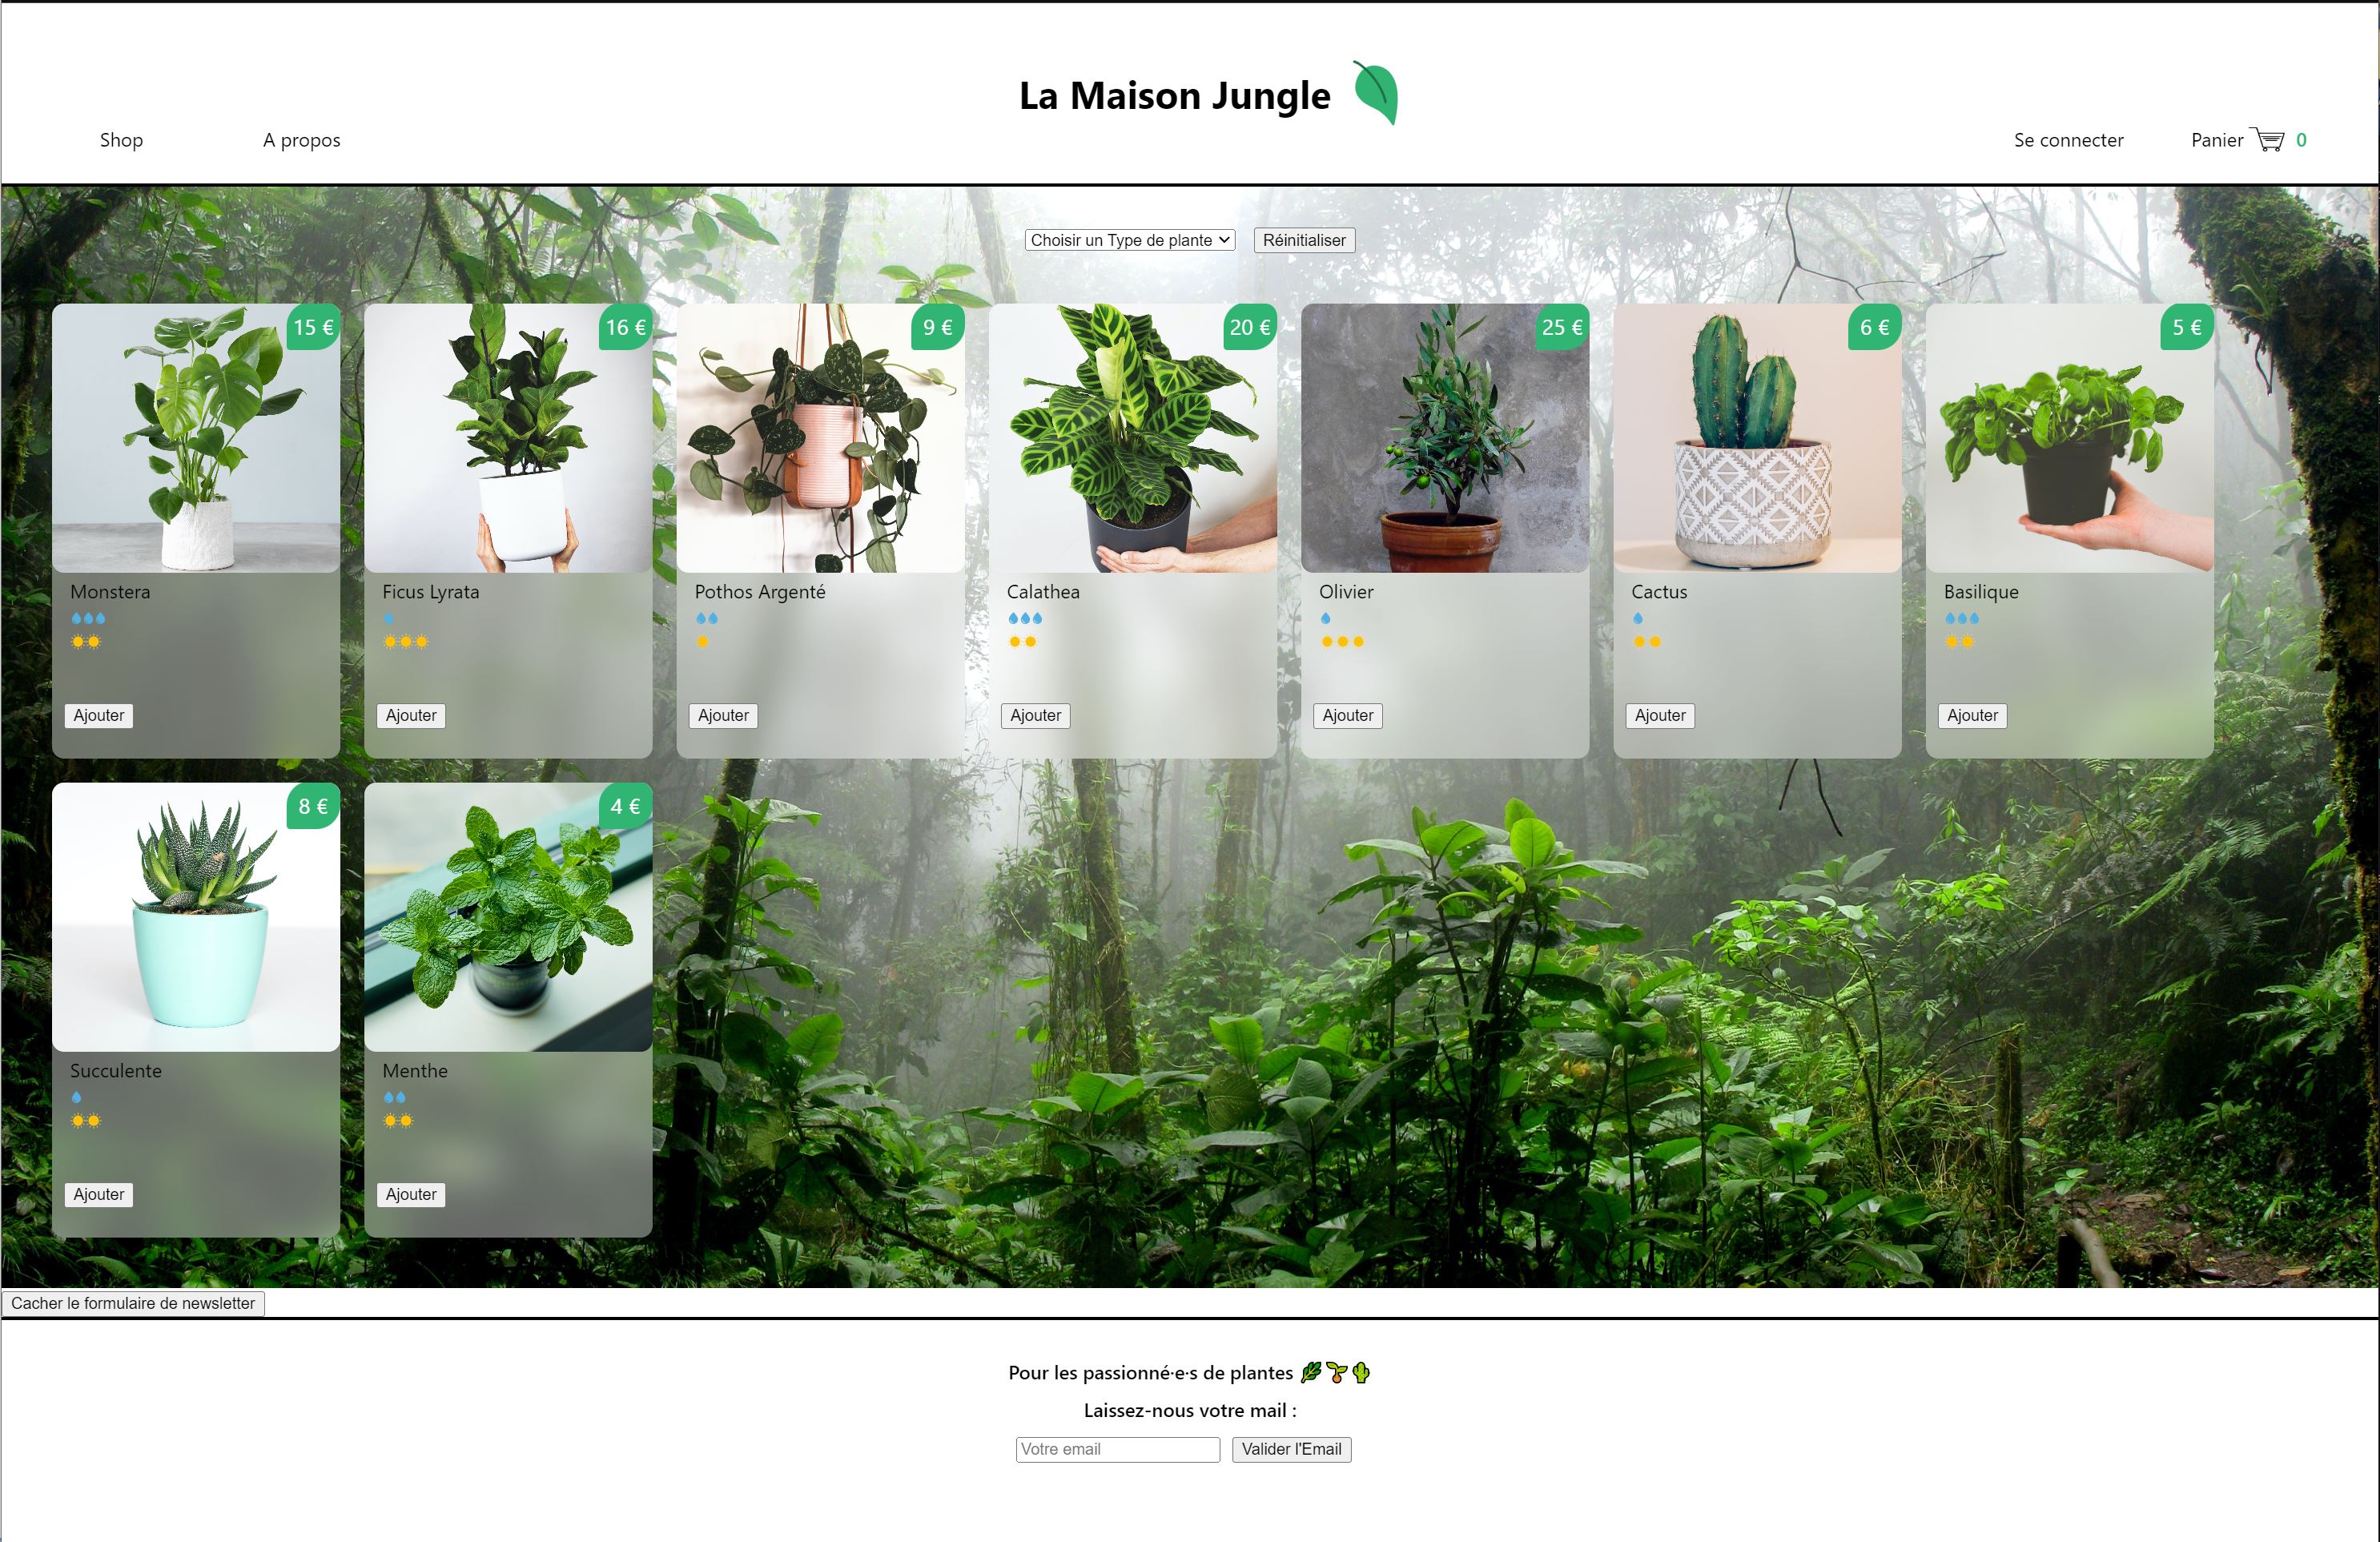 La Maison Jungle
Shop
A propos
Se connecter
Panier
0
Choisir un Type de plante
Réinitialiser
15 €
16 €
9 €
20 €
25 €
6 €
5 €
Monstera
Ficus Lyrata
Pothos Argenté
Calathea
Olivier
Cactus
Basilique
Ajouter
Ajouter
Ajouter
Ajouter
Ajouter
Ajouter
Ajouter
8 €
4 €
Succulente
Menthe
Ajouter
Ajouter
Cacher le formulaire de newsletter
Pour les passionné·e·s de plantes 🌿🌱🌵
Laissez-nous votre mail :
Votre email
Valider l'Email